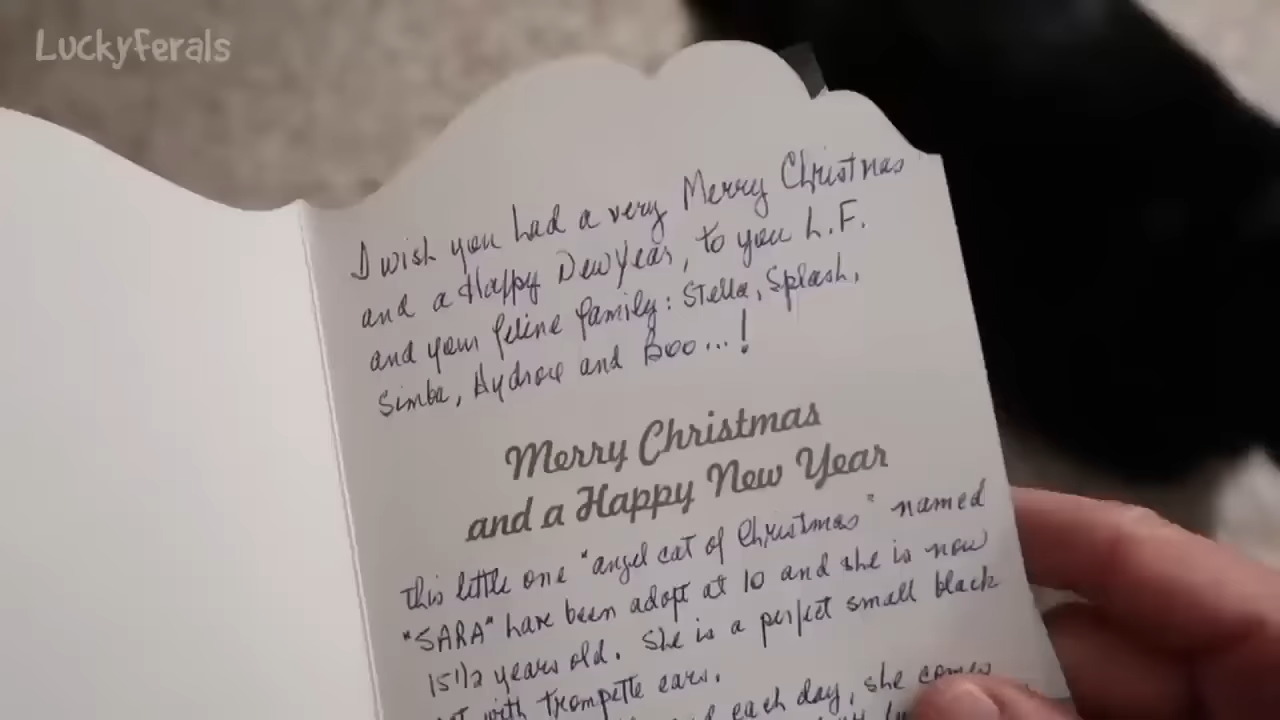 LuckyFerals
I wish you had a very Merry Christmas
and a Happy New Year, to you L.F.
and your feline family: Stella, Splash,
Simba, Hydrox and Boo...!
Merry Christmas
and a Happy New Year
This little one "angel cat of Christmas" named
"SARA" have been adopt at 10 and she is now
15 1/2 years old. She is a perfect small black
with trompette ears.
each day, she comes